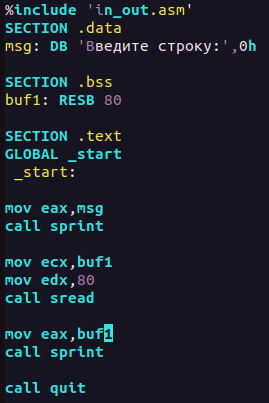 %include 'in_out.asm'
SECTION .data
msg: DB 'Введите строку:',0h
SECTION .bss
buf1: RESB 80
SECTION .text
GLOBAL _start
_start:
mov eax,msg
call sprint
mov ecx,buf1
mov edx,80
call sread
mov eax,buf1
call sprint
call quit